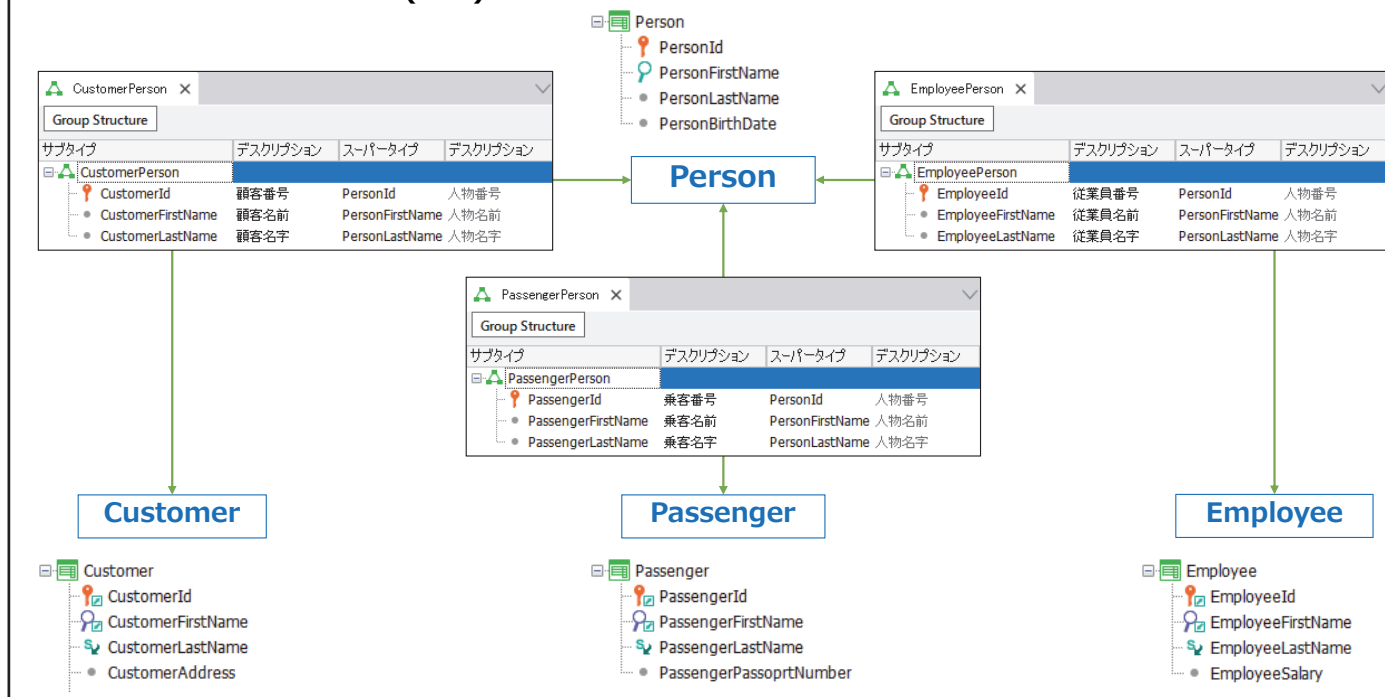 Person
PersonId
PersonFirstName
PersonLastName
PersonBirthDate
CustomerPerson
Group Structure
サブタイプ デスクリプション スーパータイプ デスクリプション
CustomerPerson
CustomerId 顧客番号 PersonId 人物番号
CustomerFirstName 顧客名前 PersonFirstName 人物名前
CustomerLastName 顧客名字 PersonLastName 人物名字
Person
EmployeePerson
Group Structure
サブタイプ デスクリプション スーパータイプ デスクリプション
EmployeePerson
EmployeeId 従業員番号 PersonId 人物番号
EmployeeFirstName 従業員名前 PersonFirstName 人物名前
EmployeeLastName 従業員名字 PersonLastName 人物名字
PassengerPerson
Group Structure
サブタイプ デスクリプション スーパータイプ デスクリプション
PassengerPerson
PassengerId 乗客番号 PersonId 人物番号
PassengerFirstName 乗客名前 PersonFirstName 人物名前
PassengerLastName 乗客名字 PersonLastName 人物名字
Customer
Passenger
Employee
Customer
CustomerId
CustomerFirstName
CustomerLastName
CustomerAddress
Passenger
PassengerId
PassengerFirstName
PassengerLastName
PassengerPassoprtNumber
Employee
EmployeeId
EmployeeFirstName
EmployeeLastName
EmployeeSalary